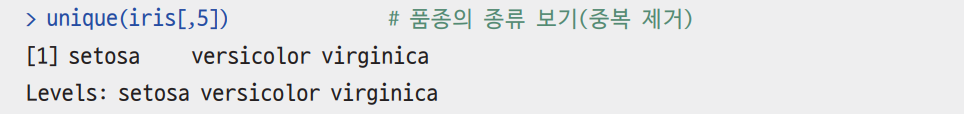 > unique(iris[,5]) # 품종의 종류 보기(중복 제거)
[1] setosa versicolor virginica
Levels: setosa versicolor virginica